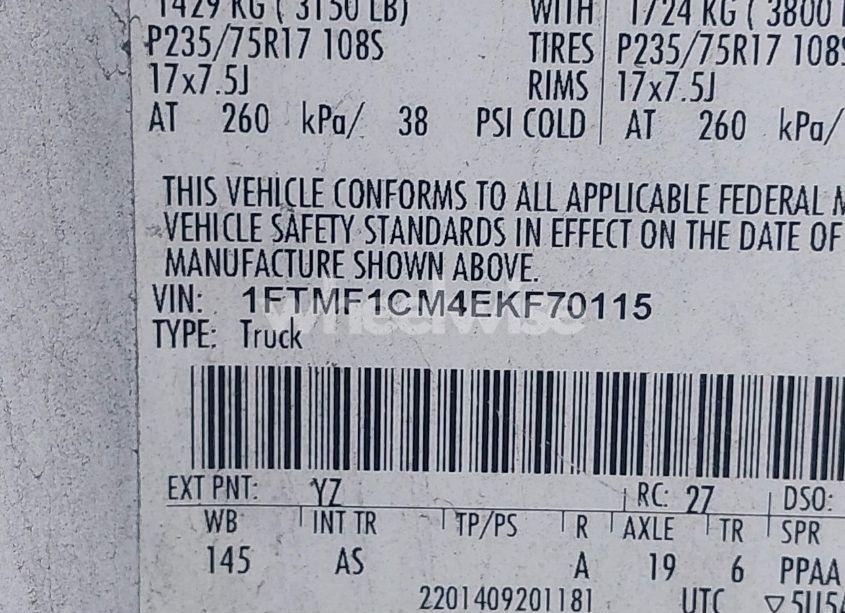 1429 KG ( 3150 LB) WITH 1724 KG ( 3800
P235/75R17 108S TIRES P235/75R17 108S
17x7.5J RIMS 17x7.5J
AT 260 kPa/ 38 PSI COLD AT 260 kPa/
THIS VEHICLE CONFORMS TO ALL APPLICABLE FEDERAL M
VEHICLE SAFETY STANDARDS IN EFFECT ON THE DATE OF
MANUFACTURE SHOWN ABOVE.
VIN: 1FTMF1CM4EKF70115
wheelwise
TYPE: Truck
EXT PNT: YZ RC: 27 DSO:
WB INT TR TP/PS R AXLE TR SPR
145 AS A 19 6 PPAA
2201409201181 UTC ▽5U5A